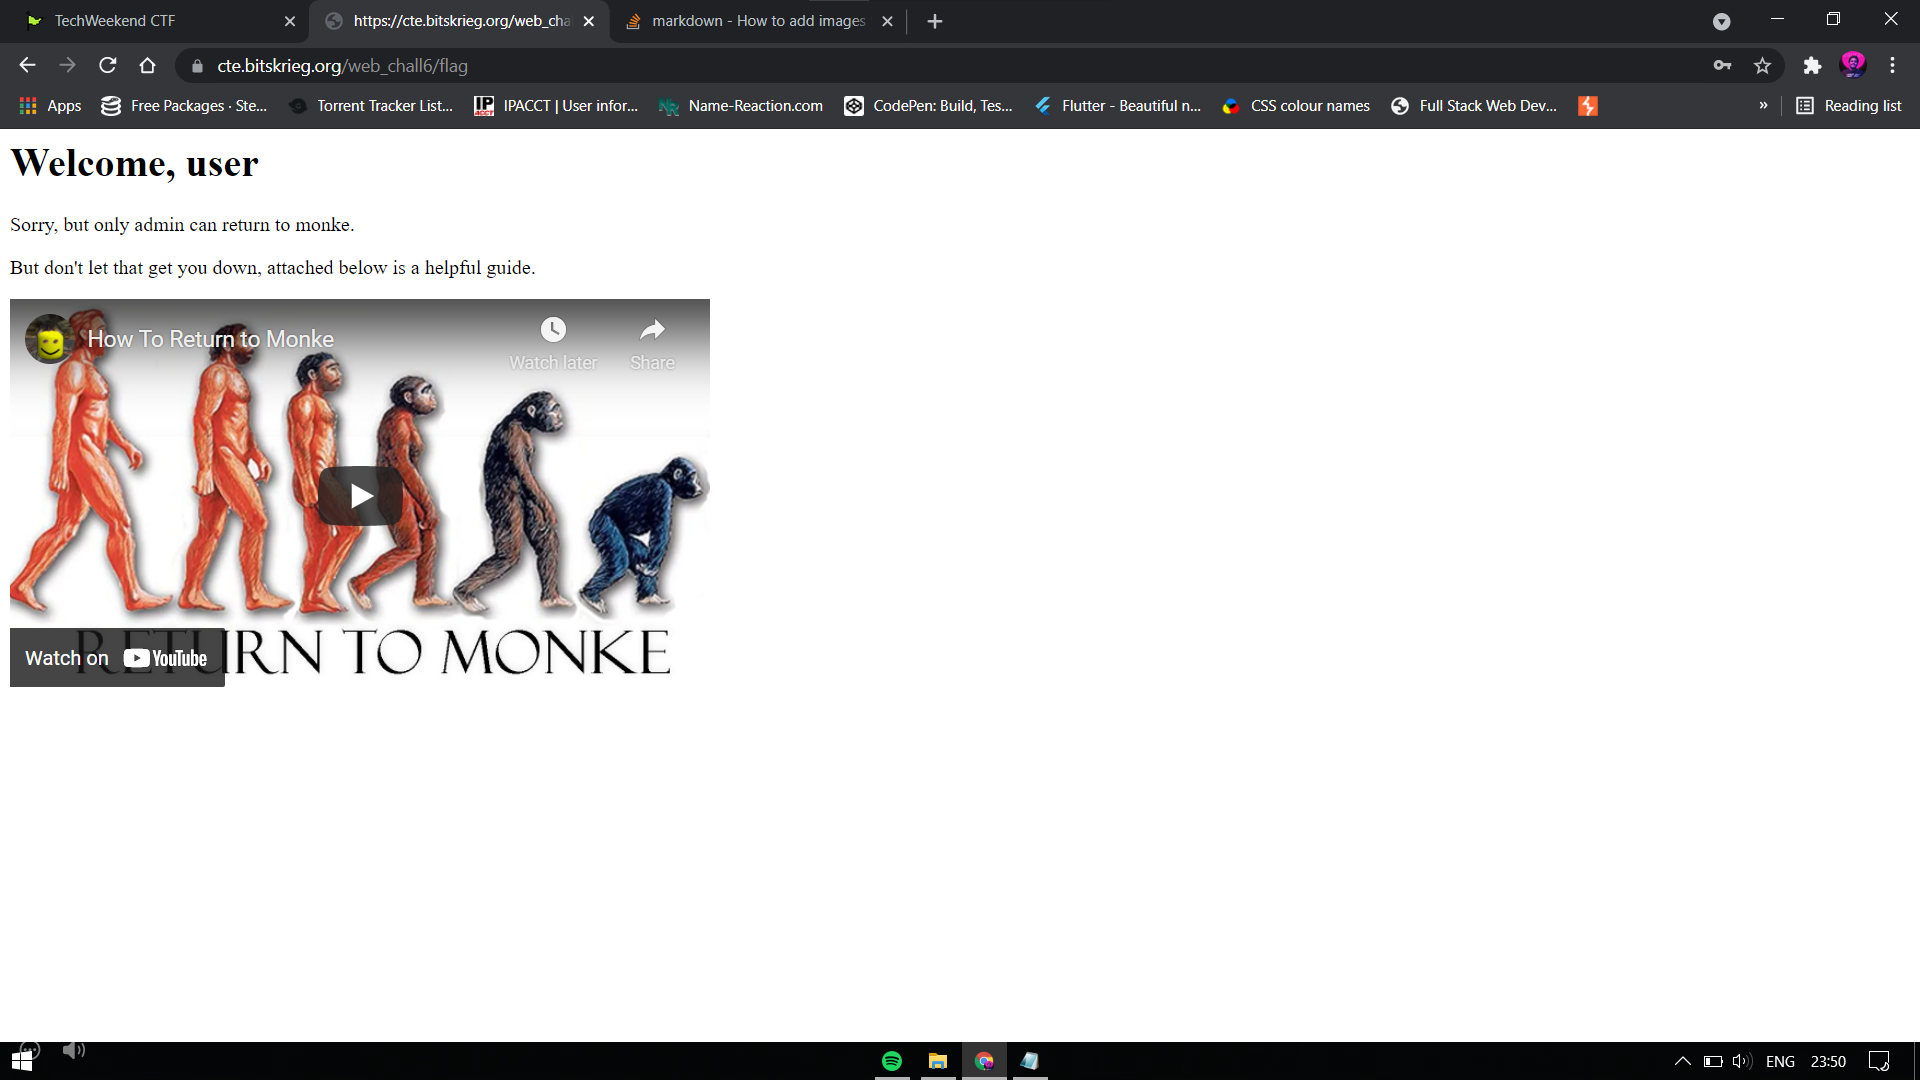 TechWeekend CTF
https://cte.bitskrieg.org/web_cha
markdown - How to add images
cte.bitskrieg.org/web_chall6/flag
Apps
Free Packages · Ste...
Torrent Tracker List...
IPACCT | User infor...
Name-Reaction.com
CodePen: Build, Tes...
Flutter - Beautiful n...
CSS colour names
Full Stack Web Dev...
»
Reading list
Welcome, user
Sorry, but only admin can return to monke.
But don't let that get you down, attached below is a helpful guide.
How To Return to Monke
Watch later
Share
RETURN TO MONKE
Watch on YouTube
ENG
23:50